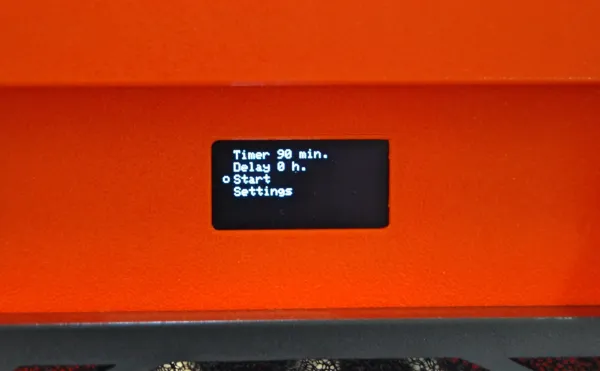 Timer 90 min.
Delay 0 h.
Start
Settings